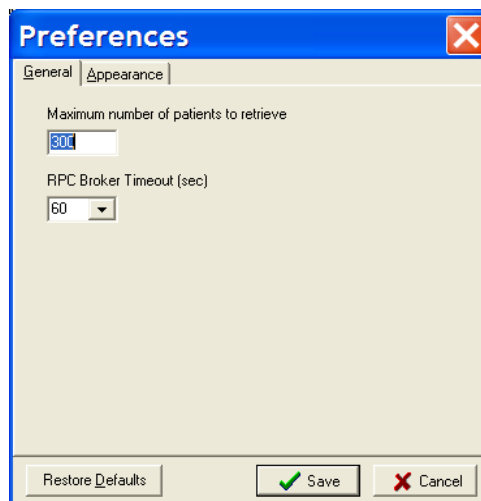 Preferences
General Appearance
Maximum number of patients to retrieve
300
RPC Broker Timeout (sec)
60
Restore Defaults Save Cancel